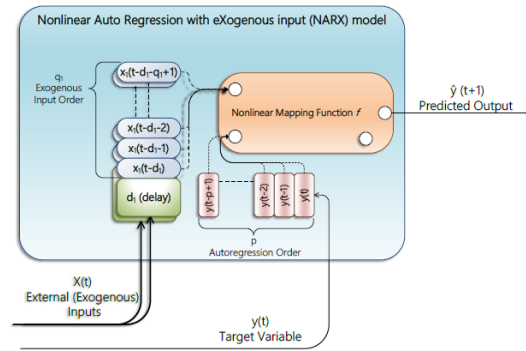 Nonlinear Auto Regression with eXogenous input (NARX) model
q₁
Exogenous
Input Order
x₁(t-d₁-q₁+1)
x₁(t-d₁-2)
x₁(t-d₁-1)
x₁(t-d₁)
d₁ (delay)
Nonlinear Mapping Function f
ŷ (t+1)
Predicted Output
y(t-p+1)
y(t-2)
y(t-1)
y(t)
p
Autoregression Order
X(t)
External (Exogenous)
Inputs
y(t)
Target Variable